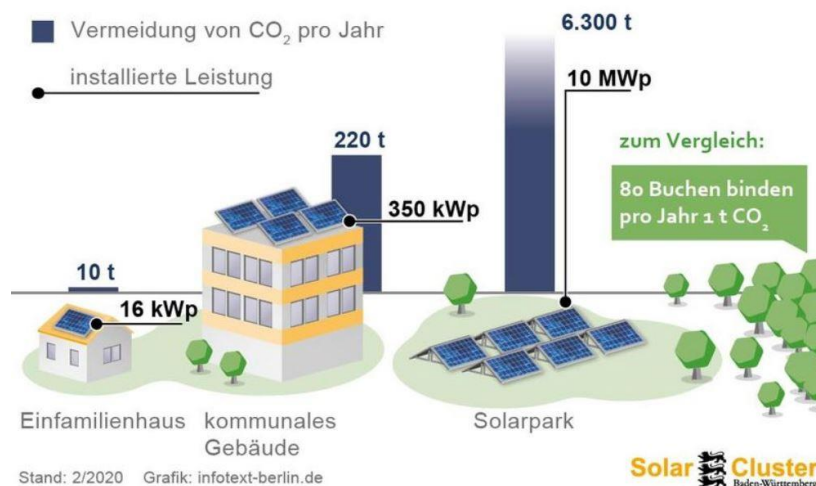 Vermeidung von CO₂ pro Jahr
installierte Leistung
6.300 t
10 MWp
220 t
350 kWp
10 t
16 kWp
zum Vergleich:
80 Buchen binden
pro Jahr 1 t CO₂
Einfamilienhaus
kommunales
Gebäude
Solarpark
Stand: 2/2020 Grafik: infotext-berlin.de
Solar Cluster
Baden-Württemberg